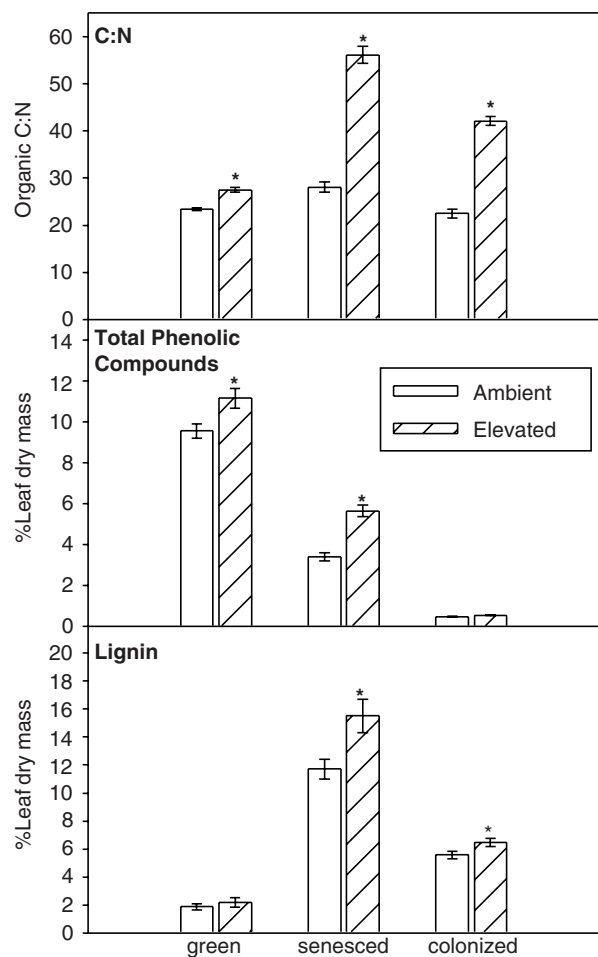 C:N
Organic C:N
60
50
40
30
20
10
0
*
*
*
Total Phenolic
Compounds
%Leaf dry mass
14
12
10
8
6
4
2
0
*
*
Ambient
Elevated
Lignin
%Leaf dry mass
20
18
16
14
12
10
8
6
4
2
0
*
*
green
senesced
colonized